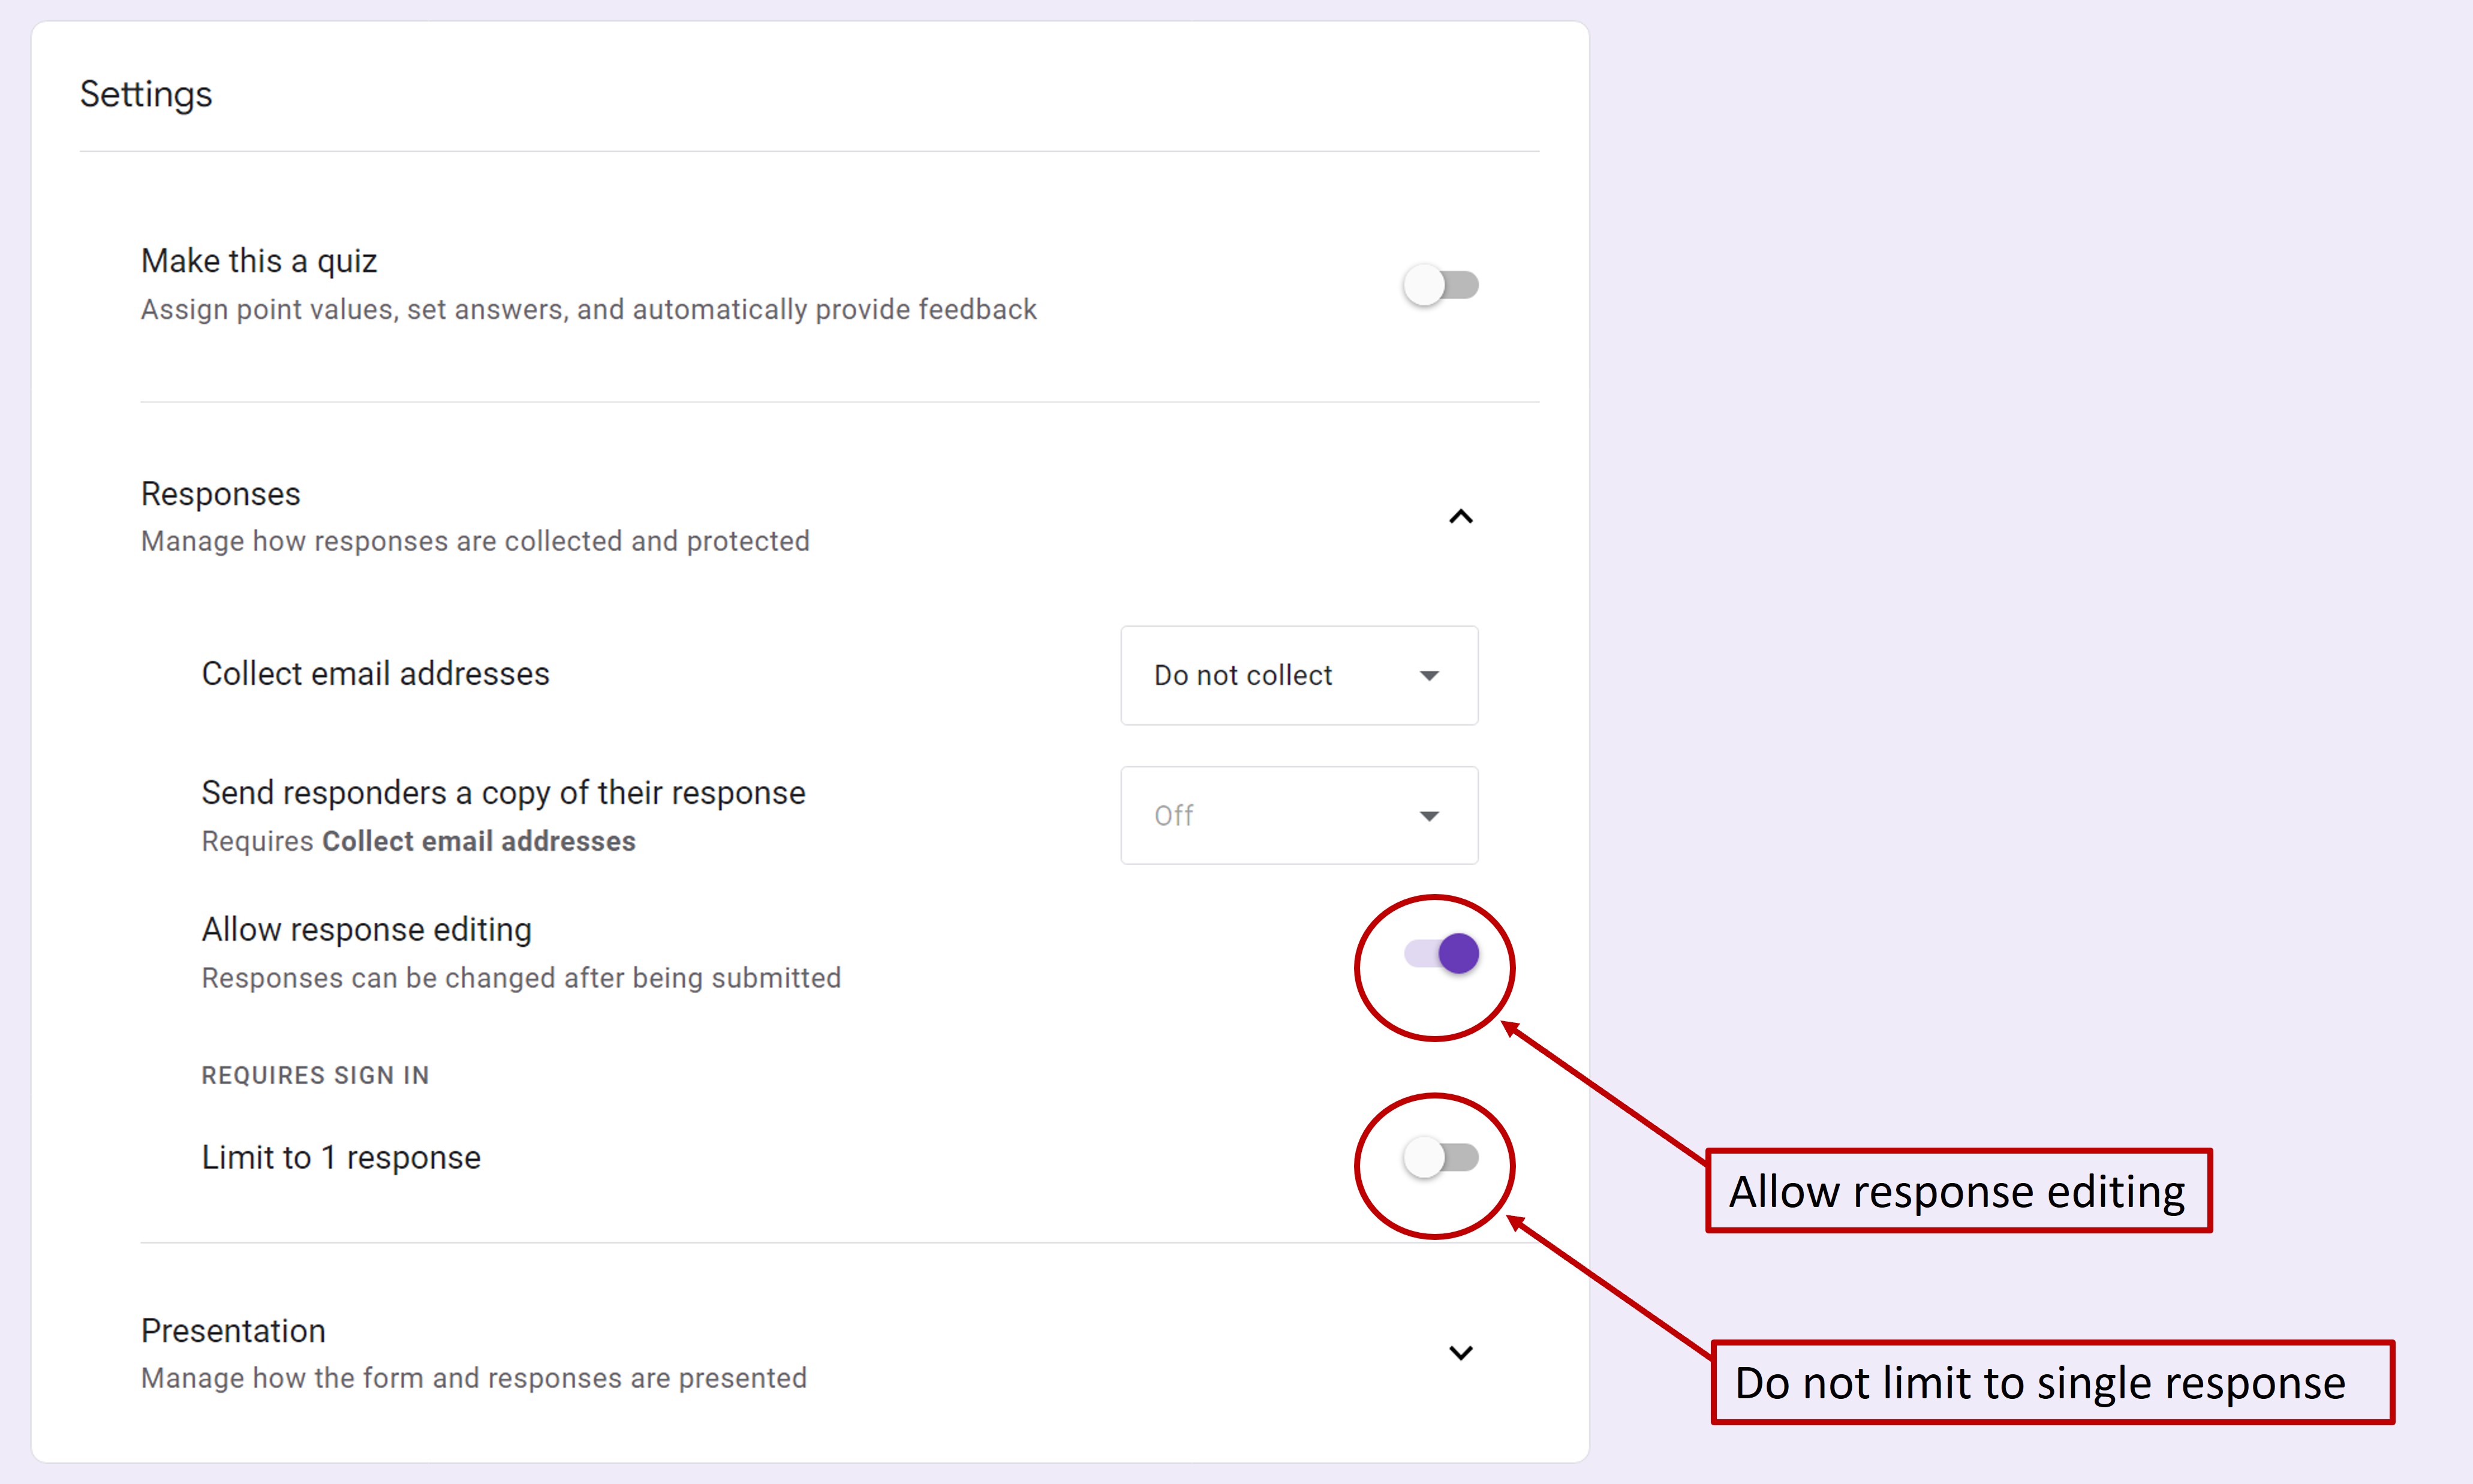 Settings
Make this a quiz
Assign point values, set answers, and automatically provide feedback
Responses
Manage how responses are collected and protected
Collect email addresses
Do not collect
Send responders a copy of their response
Requires Collect email addresses
Off
Allow response editing
Responses can be changed after being submitted
REQUIRES SIGN IN
Limit to 1 response
Allow response editing
Presentation
Manage how the form and responses are presented
Do not limit to single response